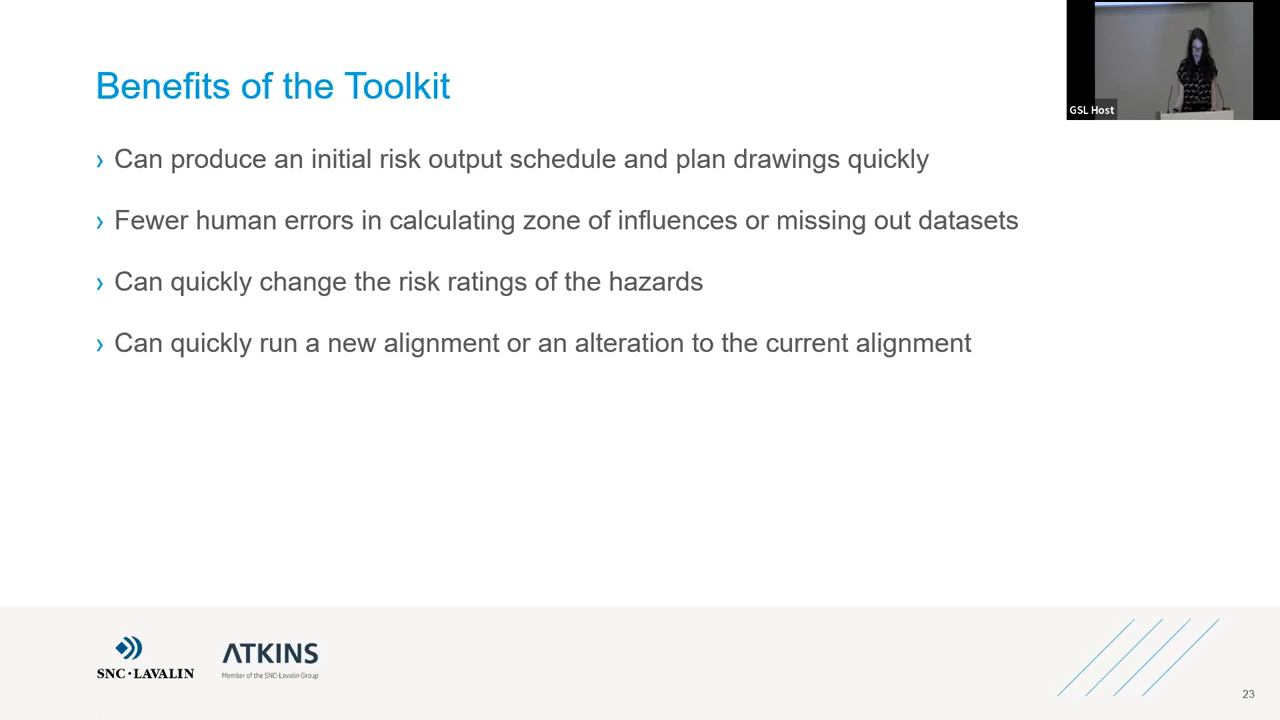 Benefits of the Toolkit
GSL Host
› Can produce an initial risk output schedule and plan drawings quickly
› Fewer human errors in calculating zone of influences or missing out datasets
› Can quickly change the risk ratings of the hazards
› Can quickly run a new alignment or an alteration to the current alignment
SNC•LAVALIN
ATKINS
Member of the SNC-Lavalin Group
23